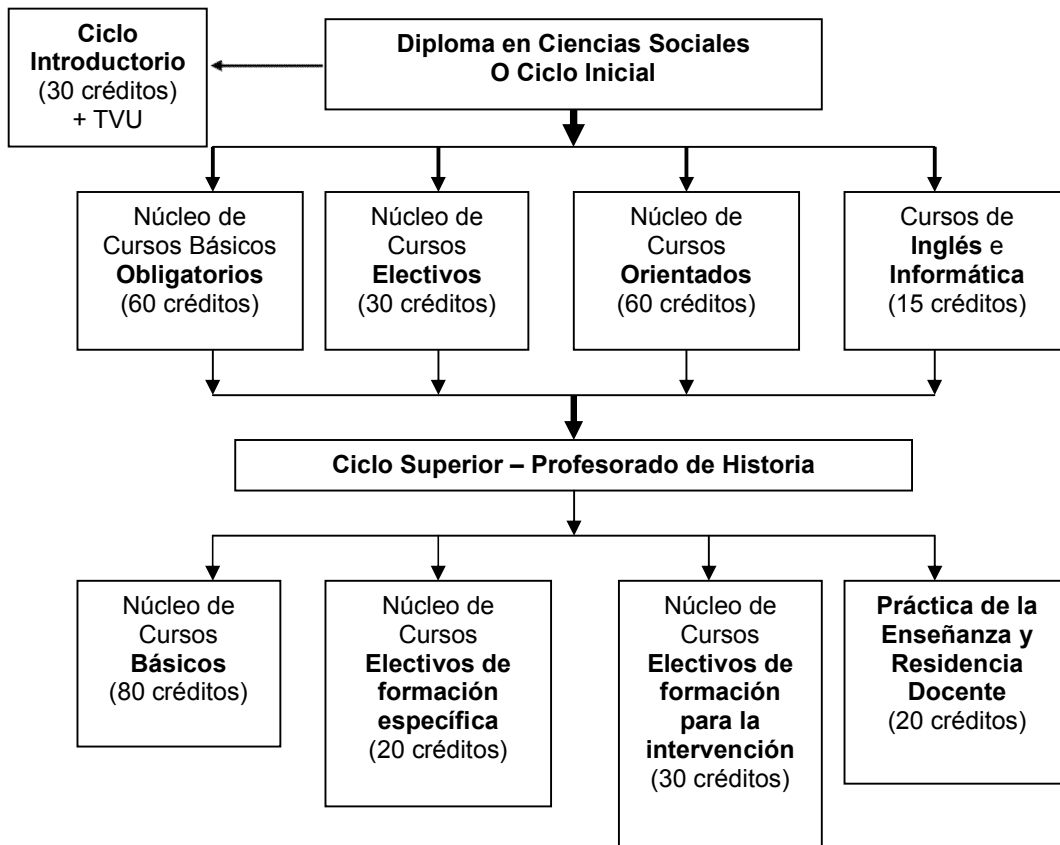 Ciclo
Introductorio
(30 créditos)
+ TVU
Diploma en Ciencias Sociales
O Ciclo Inicial
Núcleo de
Cursos Básicos
Obligatorios
(60 créditos)
Núcleo de
Cursos
Electivos
(30 créditos)
Núcleo de
Cursos
Orientados
(60 créditos)
Cursos de
Inglés e
Informática
(15 créditos)
Ciclo Superior – Profesorado de Historia
Núcleo de
Cursos
Básicos
(80 créditos)
Núcleo de
Cursos
Electivos de
formación
específica
(20 créditos)
Núcleo de
Cursos
Electivos de
formación
para la
intervención
(30 créditos)
Práctica de la
Enseñanza y
Residencia
Docente
(20 créditos)